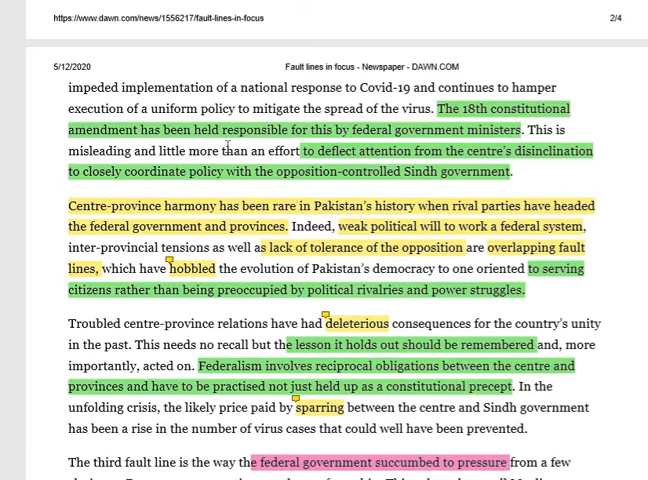 https://www.dawn.com/news/1556217/fault-lines-in-focus 2/4
5/12/2020 Fault lines in focus - Newspaper - DAWN.COM
impeded implementation of a national response to Covid-19 and continues to hamper
execution of a uniform policy to mitigate the spread of the virus. The 18th constitutional
amendment has been held responsible for this by federal government ministers. This is
misleading and little more than an effort to deflect attention from the centre's disinclination
to closely coordinate policy with the opposition-controlled Sindh government.
Centre-province harmony has been rare in Pakistan's history when rival parties have headed
the federal government and provinces. Indeed, weak political will to work a federal system,
inter-provincial tensions as well as lack of tolerance of the opposition are overlapping fault
lines, which have hobbled the evolution of Pakistan's democracy to one oriented to serving
citizens rather than being preoccupied by political rivalries and power struggles.
Troubled centre-province relations have had deleterious consequences for the country's unity
in the past. This needs no recall but the lesson it holds out should be remembered and, more
importantly, acted on. Federalism involves reciprocal obligations between the centre and
provinces and have to be practised not just held up as a constitutional precept. In the
unfolding crisis, the likely price paid by sparring between the centre and Sindh government
has been a rise in the number of virus cases that could well have been prevented.
The third fault line is the way the federal government succumbed to pressure from a few